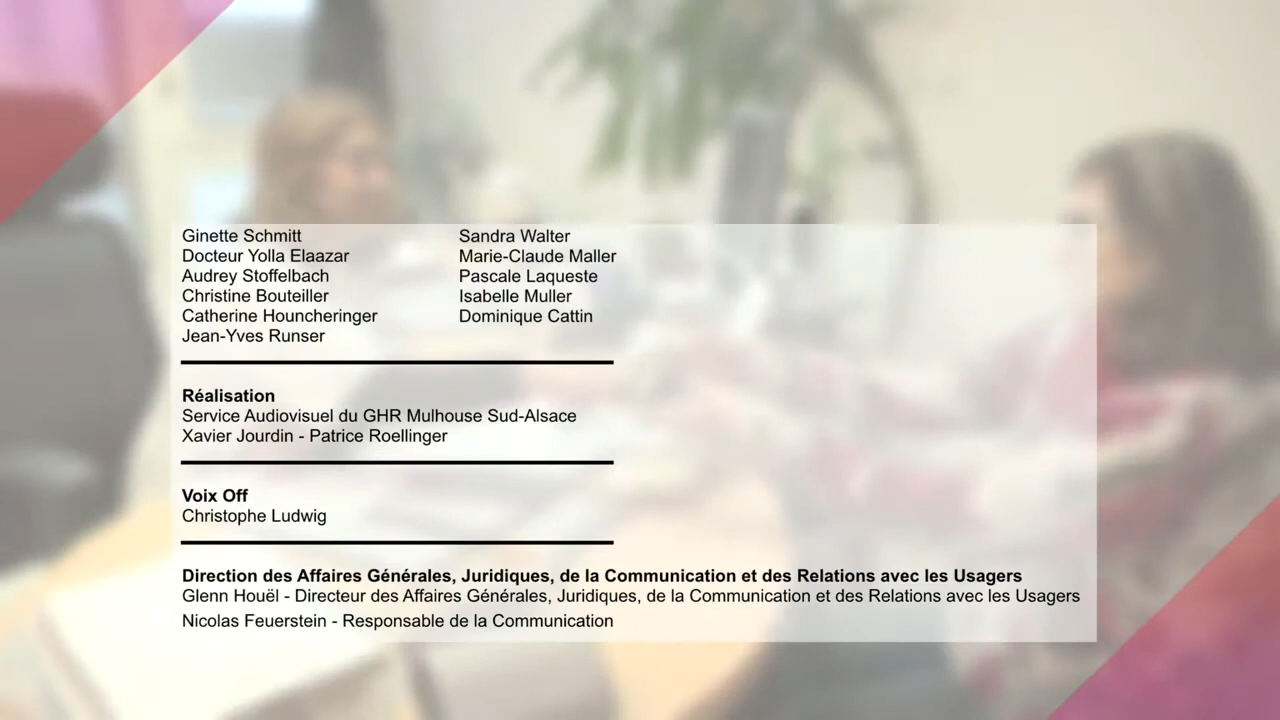 Ginette Schmitt
Docteur Yolla Elaazar
Audrey Stoffelbach
Christine Bouteiller
Catherine Houncheringer
Jean-Yves Runser
Sandra Walter
Marie-Claude Maller
Pascale Laqueste
Isabelle Muller
Dominique Cattin
Réalisation
Service Audiovisuel du GHR Mulhouse Sud-Alsace
Xavier Jourdin - Patrice Roellinger
Voix Off
Christophe Ludwig
Direction des Affaires Générales, Juridiques, de la Communication et des Relations avec les Usagers
Glenn Houël - Directeur des Affaires Générales, Juridiques, de la Communication et des Relations avec les Usagers
Nicolas Feuerstein - Responsable de la Communication